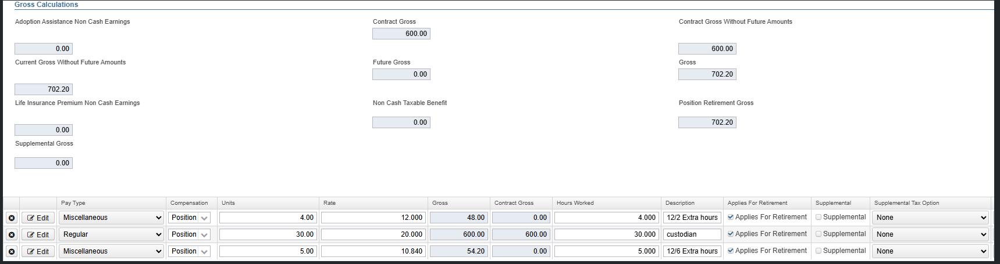 Gross Calculations
Adoption Assistance Non Cash Earnings Contract Gross Contract Gross Without Future Amounts
600.00
0.00 600.00
Current Gross Without Future Amounts Future Gross Gross
0.00 702.20
702.20
Life Insurance Premium Non Cash Earnings Non Cash Taxable Benefit Position Retirement Gross
0.00 702.20
0.00
Supplemental Gross
0.00
Pay Type Compensation Units Rate Gross Contract Gross Hours Worked Description Applies For Retirement Supplemental Supplemental Tax Option
Edit Miscellaneous Position 4.00 12.000 48.00 0.00 4.000 12/2 Extra hours Applies For Retirement Supplemental None
Edit Regular Position 30.00 20.000 600.00 600.00 30.000 custodian Applies For Retirement Supplemental None
Edit Miscellaneous Position 5.00 10.840 54.20 0.00 5.000 12/6 Extra hours Applies For Retirement Supplemental None